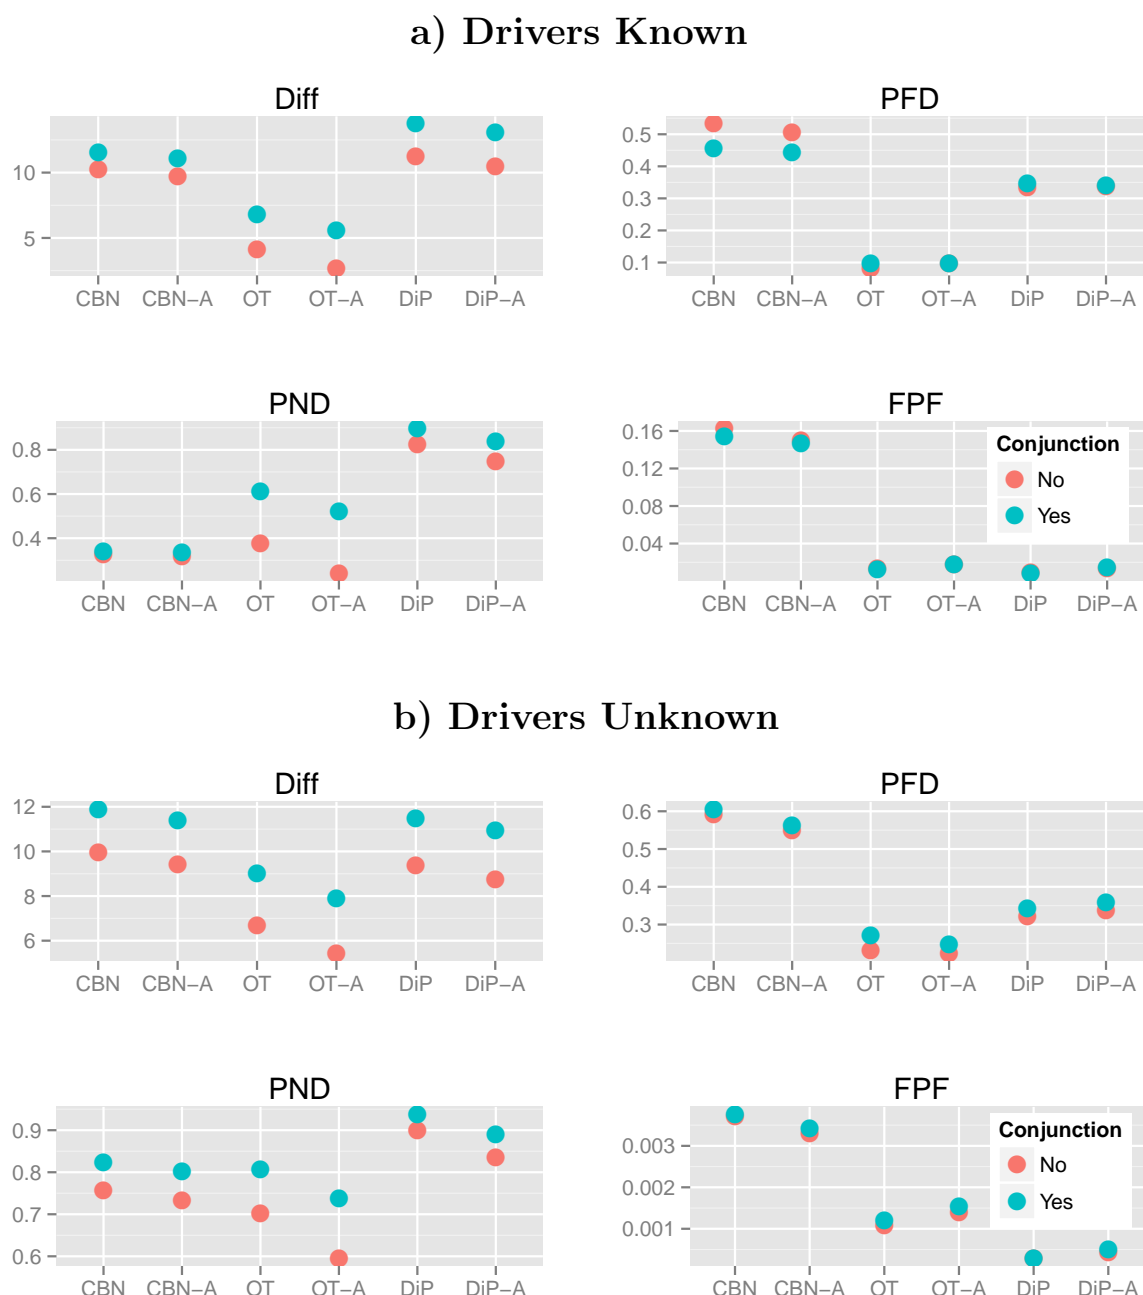 a) Drivers Known
Diff
10
5
CBN CBN−A OT OT−A DiP DiP−A
PFD
0.5
0.4
0.3
0.2
0.1
CBN CBN−A OT OT−A DiP DiP−A
PND
0.8
0.6
0.4
CBN CBN−A OT OT−A DiP DiP−A
FPF
0.16
0.12
0.08
0.04
Conjunction
No
Yes
CBN CBN−A OT OT−A DiP DiP−A
b) Drivers Unknown
Diff
12
10
8
6
CBN CBN−A OT OT−A DiP DiP−A
PFD
0.6
0.5
0.4
0.3
CBN CBN−A OT OT−A DiP DiP−A
PND
0.9
0.8
0.7
0.6
CBN CBN−A OT OT−A DiP DiP−A
FPF
0.003
0.002
0.001
Conjunction
No
Yes
CBN CBN−A OT OT−A DiP DiP−A